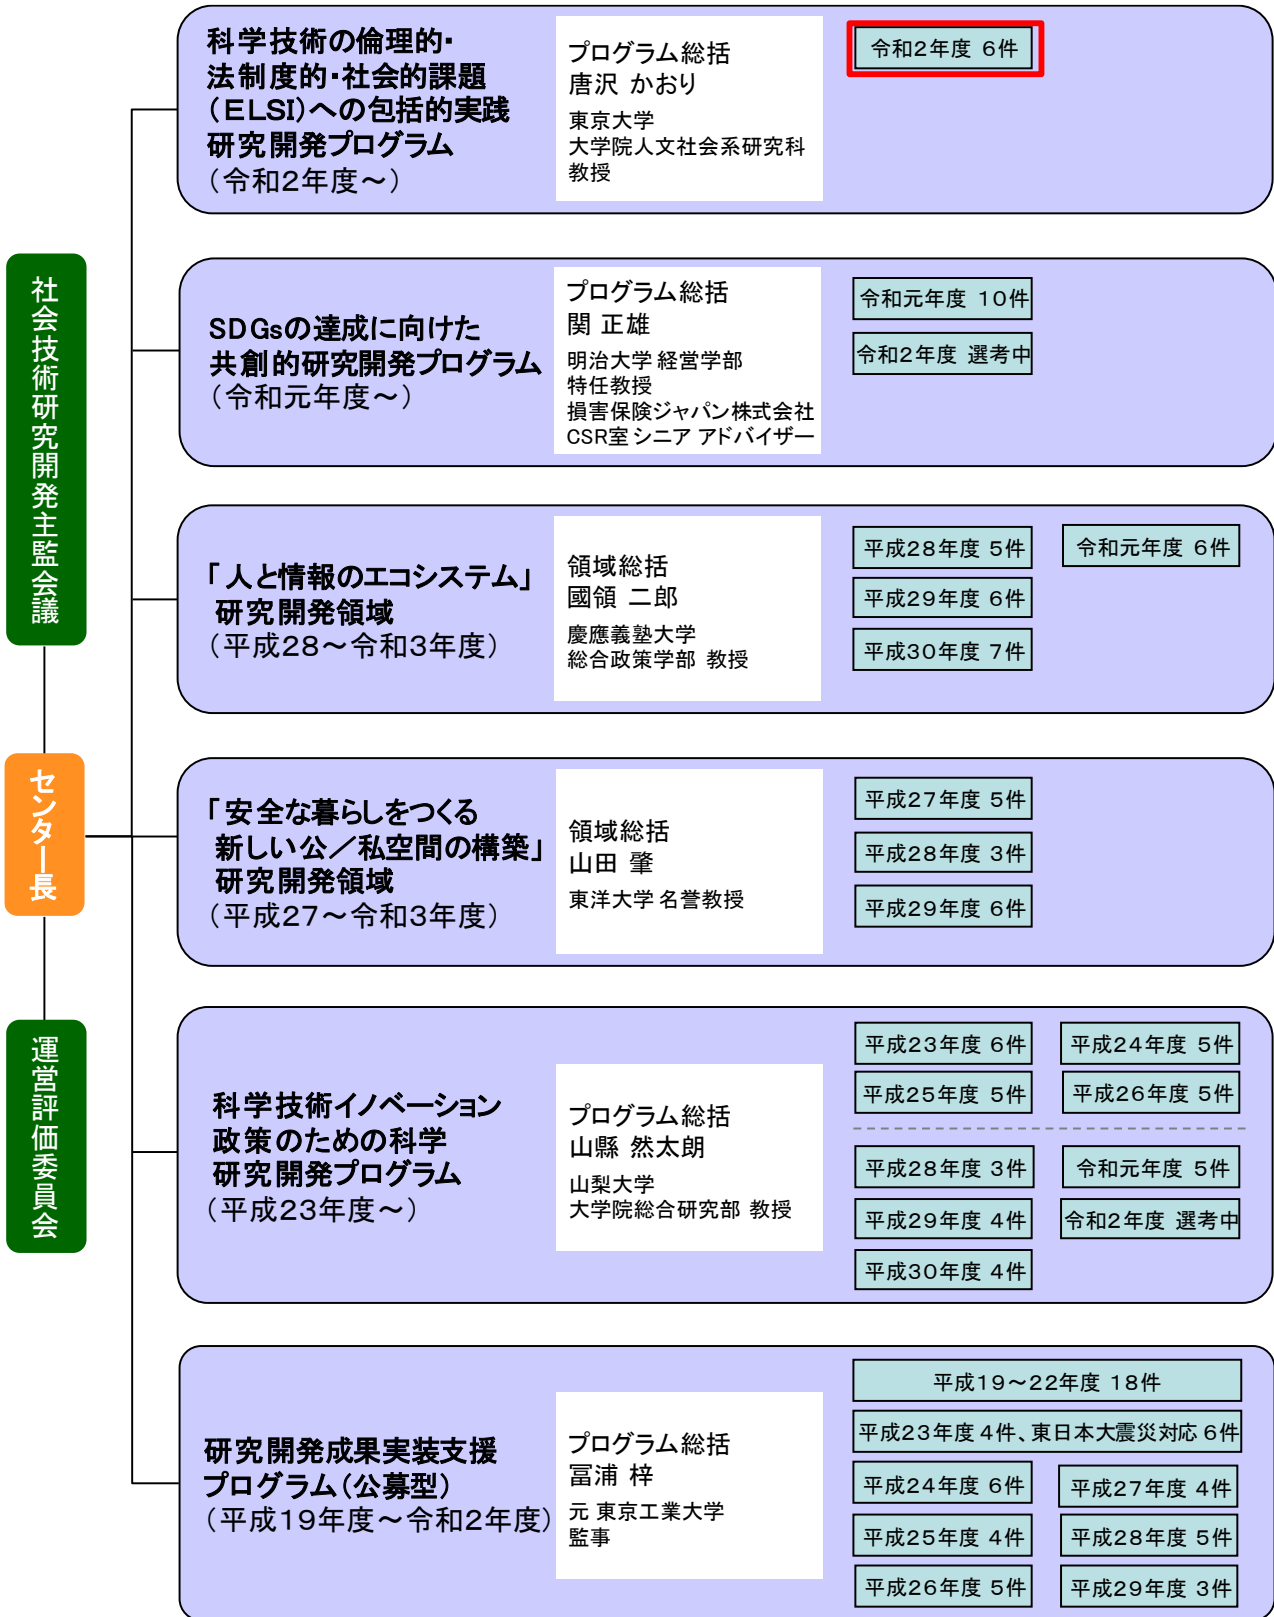 社会技術研究開発主監会議
センター長
運営評価委員会
科学技術の倫理的・
法制度的・社会的課題
（ＥＬＳＩ）への包括的実践
研究開発プログラム
（令和２年度～）
プログラム総括
唐沢 かおり
東京大学
大学院人文社会系研究科
教授
令和２年度 ６件
SDGsの達成に向けた
共創的研究開発プログラム
（令和元年度～）
プログラム総括
関 正雄
明治大学 経営学部
特任教授
損害保険ジャパン株式会社
CSR室 シニア アドバイザー
令和元年度 １０件
令和２年度 選考中
「人と情報のエコシステム」
研究開発領域
（平成２８～令和３年度）
領域総括
國領 二郎
慶應義塾大学
総合政策学部 教授
平成２８年度 ５件
令和元年度 ６件
平成２９年度 ６件
平成３０年度 ７件
「安全な暮らしをつくる
新しい公／私空間の構築」
研究開発領域
（平成２７～令和３年度）
領域総括
山田 肇
東洋大学 名誉教授
平成２７年度 ５件
平成２８年度 ３件
平成２９年度 ６件
科学技術イノベーション
政策のための科学
研究開発プログラム
（平成２３年度～）
プログラム総括
山縣 然太朗
山梨大学
大学院総合研究部 教授
平成２３年度 ６件
平成２４年度 ５件
平成２５年度 ５件
平成２６年度 ５件
平成２８年度 ３件
令和元年度 ５件
平成２９年度 ４件
令和２年度 選考中
平成３０年度 ４件
研究開発成果実装支援
プログラム（公募型）
（平成１９年度～令和２年度）
プログラム総括
冨浦 梓
元 東京工業大学
監事
平成１９～２２年度 １８件
平成２３年度 ４件、東日本大震災対応 ６件
平成２４年度 ６件
平成２７年度 ４件
平成２５年度 ４件
平成２８年度 ５件
平成２６年度 ５件
平成２９年度 ３件